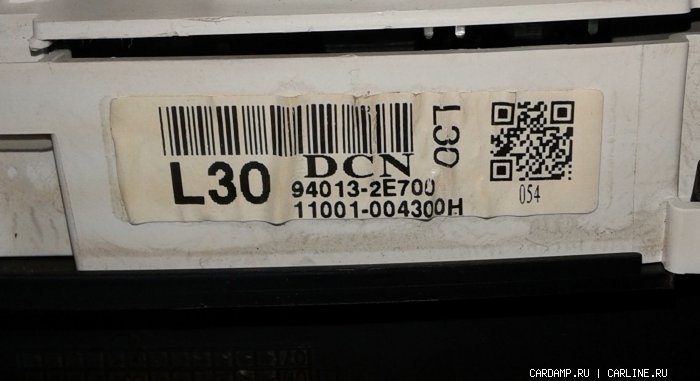 L30
DCN
L30
94013-2E700
11001-004300H
054
CARDAMP.RU | CARLINE.RU